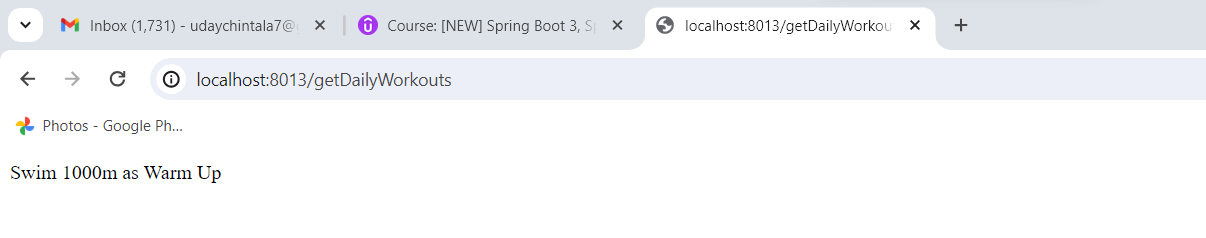 Inbox (1,731) - udaychintala7@
Course: [NEW] Spring Boot 3, S
localhost:8013/getDailyWorkou
localhost:8013/getDailyWorkouts
Photos - Google Ph...
Swim 1000m as Warm Up